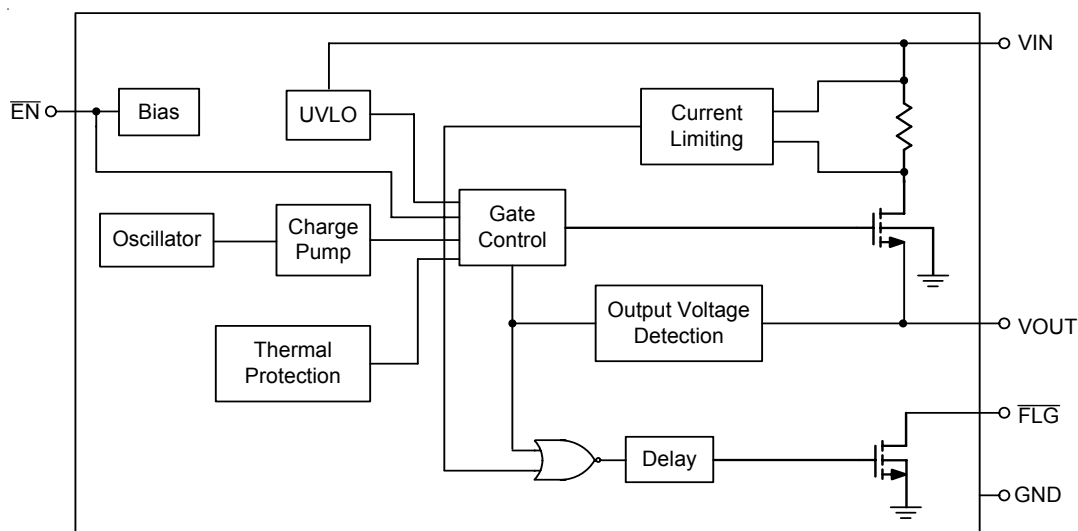 VIN
EN
Bias
UVLO
Current
Limiting
Oscillator
Charge
Pump
Gate
Control
Output Voltage
Detection
VOUT
Thermal
Protection
FLG
Delay
GND